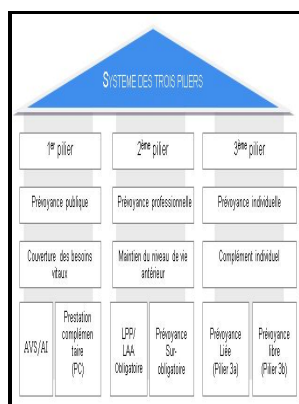 SYSTEME DES TROIS PILIERS
1er pilier
2ème pilier
3ème pilier
Prévoyance publique
Prévoyance professionnelle
Prévoyance individuelle
Couverture des besoins
vitaux
Maintien du niveau de vie
antérieur
Complément individuel
AVS/AI
Prestation
complémen
taire
(PC)
LPP/
LAA
Obligatoire
Prévoyance
Sur-
obligatoire
Prévoyance
Liée
(Pilier 3a)
Prévoyance
libre
(Pilier 3b)